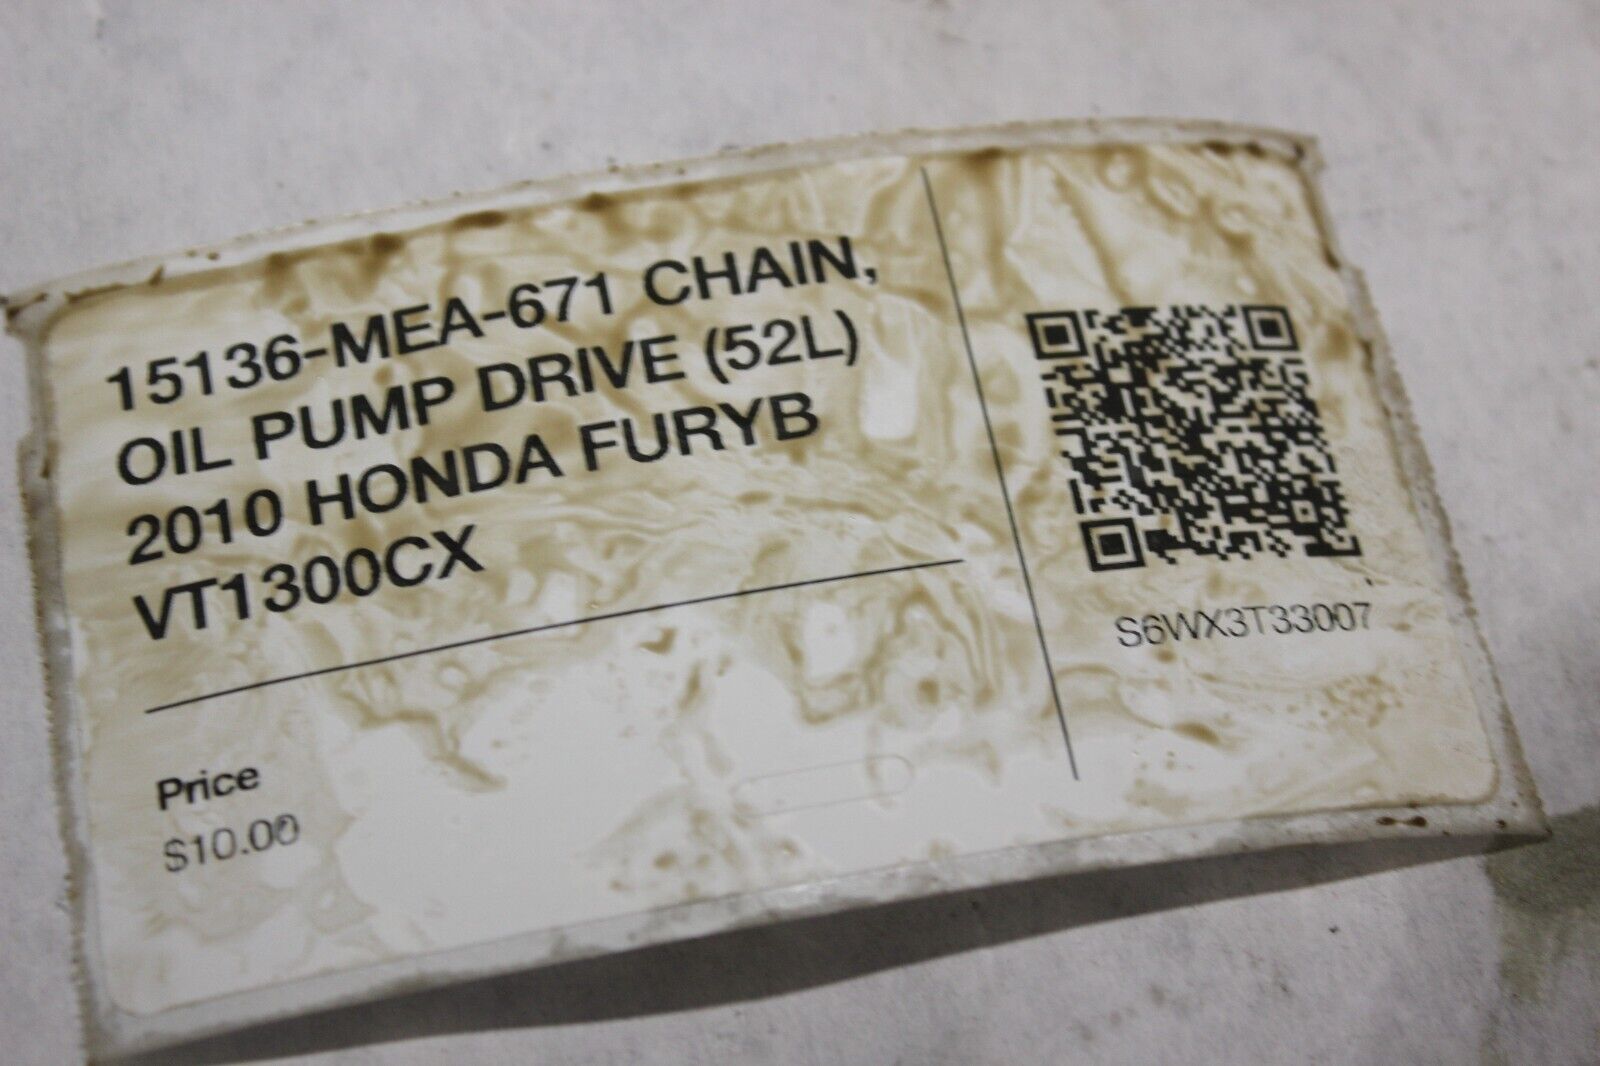 15136-MEA-671 CHAIN,
OIL PUMP DRIVE (52L)
2010 HONDA FURYB
VT1300CX
Price
$10.00
S6WX3T33007